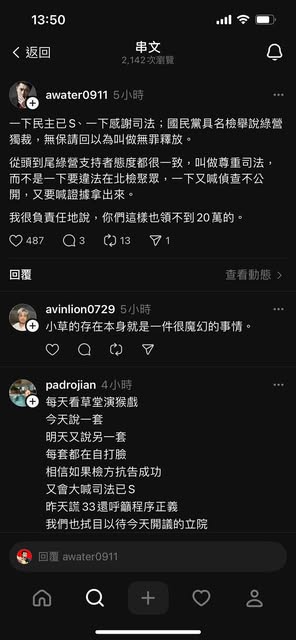 13:50
返回
串文
2,142次瀏覽
awater0911 5小時
一下民主已S、一下感謝司法；國民黨具名檢舉說綠營
獨裁，無保請回以為叫做無罪釋放。
從頭到尾綠營支持者態度都很一致，叫做尊重司法，
而不是一下要違法在北檢聚眾，一下又喊偵查不公
開，又要喊證據拿出來。
我很負責任地說，你們這樣也領不到20萬的。
487 3 13 1
回覆 查看動態
avinlion0729 5小時
小草的存在本身就是一件很魔幻的事情。
padrojian 4小時
每天看草堂演猴戲
今天說一套
明天又說另一套
每套都在自打臉
相信如果檢方抗告成功
又會大喊司法已S
昨天謊33還呼籲程序正義
我們也拭目以待今天開議的立院
回覆 awater0911